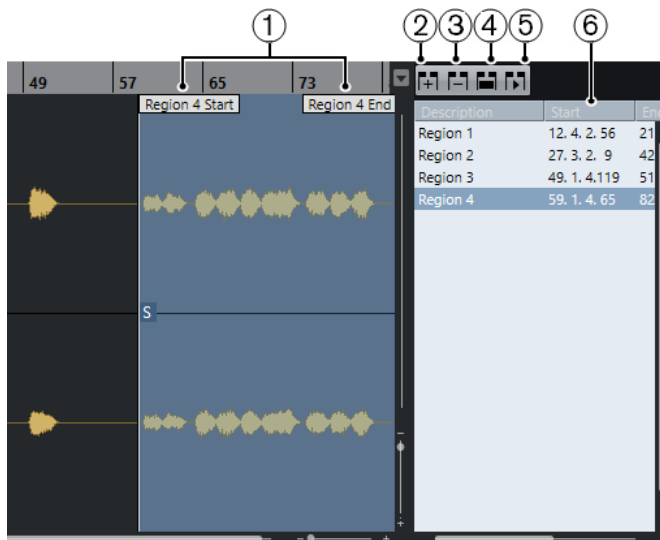 1 2 3 4 5 6
49 57 65 73
Region 4 Start Region 4 End
Description Start En
Region 1 12. 4. 2. 56 21
Region 2 27. 3. 2. 9 42
Region 3 49. 1. 4.119 51
Region 4 59. 1. 4. 65 82
S